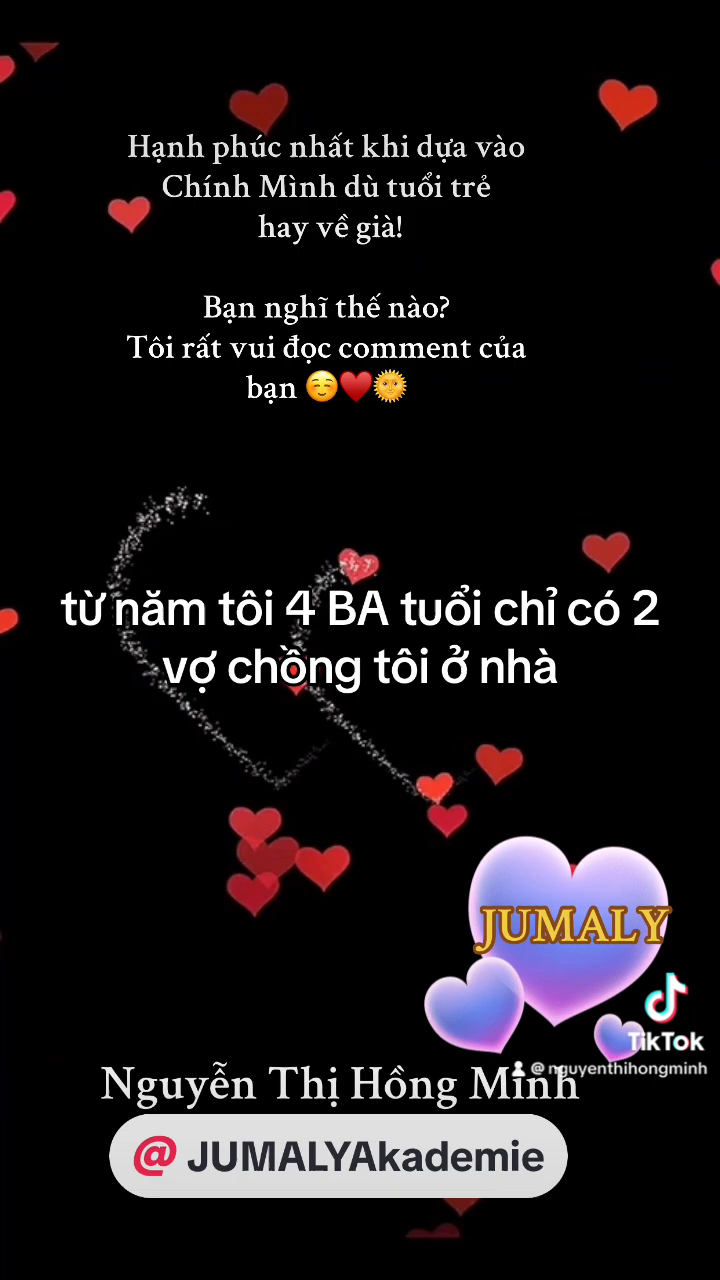 Hạnh phúc nhất khi dựa vào
Chính Mình dù tuổi trẻ
hay về già!
Bạn nghĩ thế nào?
Tôi rất vui đọc comment của
bạn ☺️♥️🌞
từ năm tôi 4 BA tuổi chỉ có 2
vợ chồng tôi ở nhà
JUMALY
TikTok
@nguyenthihongminh
Nguyễn Thị Hồng Minh
@ JUMALYAkademie